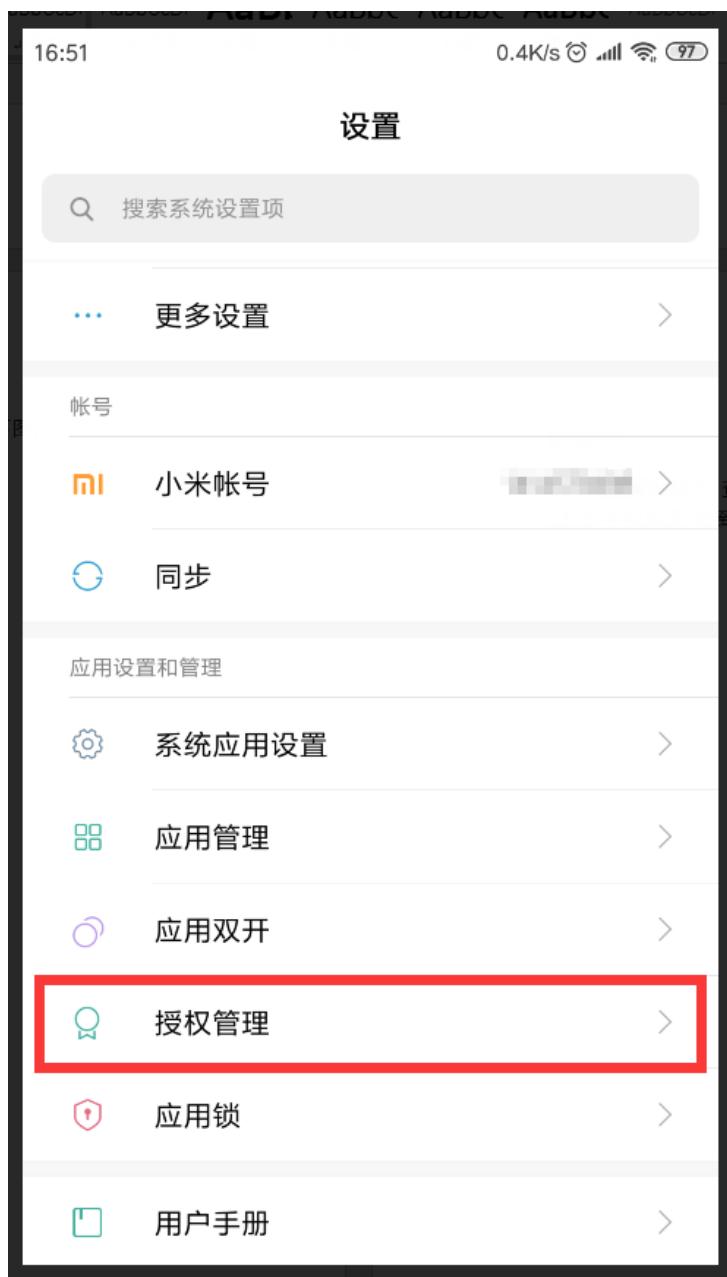 16:51 0.4K/s 97
设置
搜索系统设置项
更多设置
帐号
小米帐号
同步
应用设置和管理
系统应用设置
应用管理
应用双开
授权管理
应用锁
用户手册